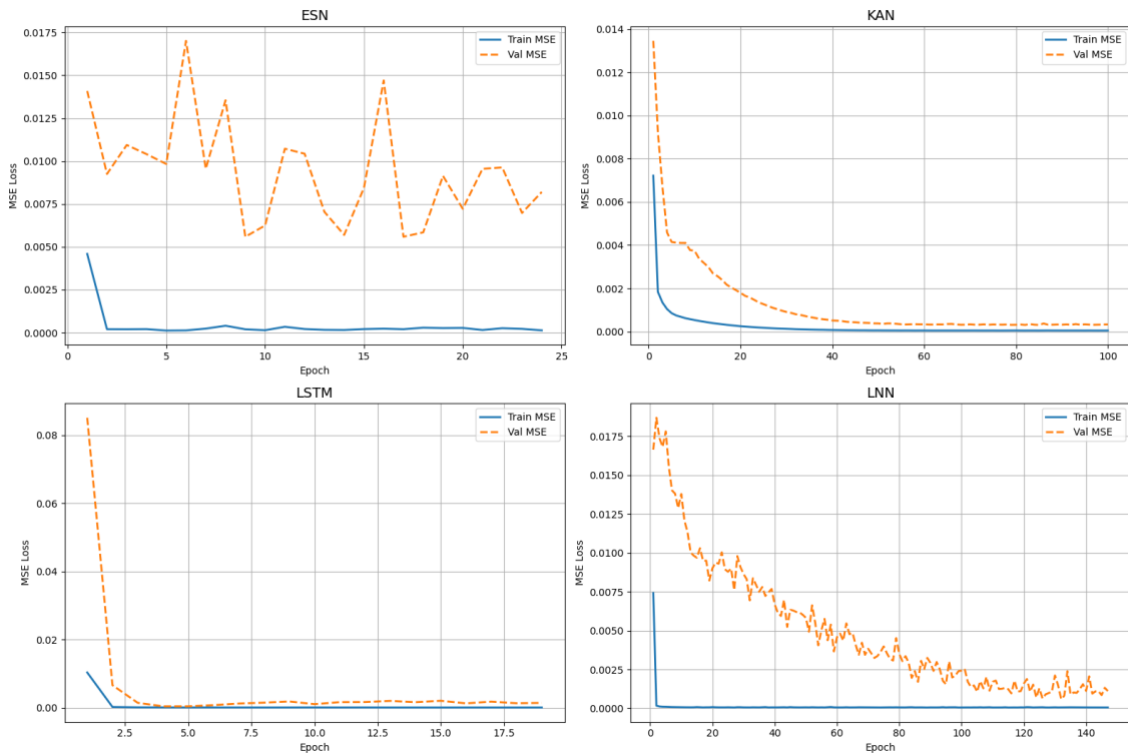 ESN
0.0175
0.0150
0.0125
0.0100
0.0075
0.0050
0.0025
0.0000
MSE Loss
0
5
10
15
20
25
Epoch
Train MSE
Val MSE
KAN
0.014
0.012
0.010
0.008
0.006
0.004
0.002
0.000
MSE Loss
0
20
40
60
80
100
Epoch
Train MSE
Val MSE
LSTM
0.08
0.06
0.04
0.02
0.00
MSE Loss
2.5
5.0
7.5
10.0
12.5
15.0
17.5
Epoch
Train MSE
Val MSE
LNN
0.0175
0.0150
0.0125
0.0100
0.0075
0.0050
0.0025
0.0000
MSE Loss
0
20
40
60
80
100
120
140
Epoch
Train MSE
Val MSE